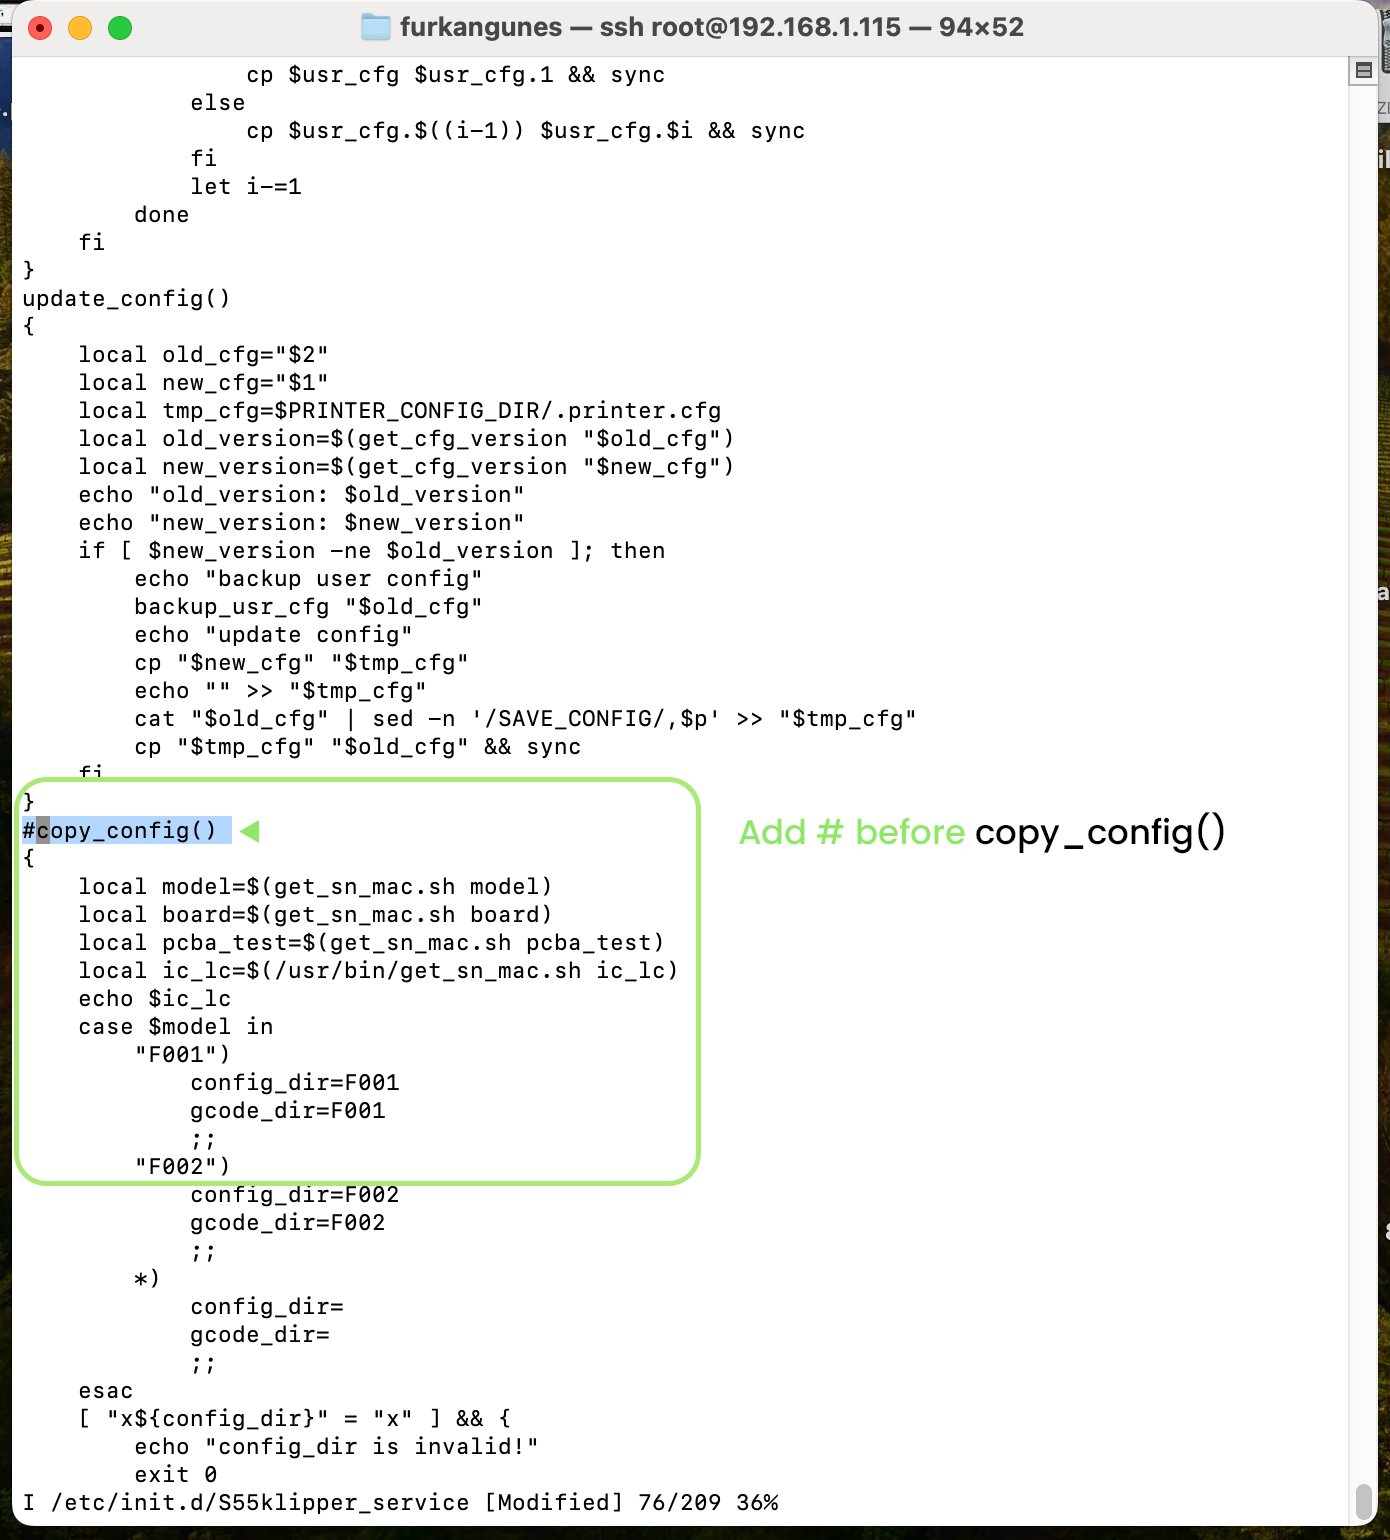 furkangunes — ssh root@192.168.1.115 — 94×52
cp $usr_cfg $usr_cfg.1 && sync
else
cp $usr_cfg.$((i-1)) $usr_cfg.$i && sync
fi
let i-=1
done
fi
}
update_config()
{
local old_cfg="$2"
local new_cfg="$1"
local tmp_cfg=$PRINTER_CONFIG_DIR/.printer.cfg
local old_version=$(get_cfg_version "$old_cfg")
local new_version=$(get_cfg_version "$new_cfg")
echo "old_version: $old_version"
echo "new_version: $new_version"
if [ $new_version -ne $old_version ]; then
echo "backup user config"
backup_usr_cfg "$old_cfg"
echo "update config"
cp "$new_cfg" "$tmp_cfg"
echo "" >> "$tmp_cfg"
cat "$old_cfg" | sed -n '/SAVE_CONFIG/,$p' >> "$tmp_cfg"
cp "$tmp_cfg" "$old_cfg" && sync
fi
}
#copy_config()
Add # before copy_config()
{
local model=$(get_sn_mac.sh model)
local board=$(get_sn_mac.sh board)
local pcba_test=$(get_sn_mac.sh pcba_test)
local ic_lc=$(/usr/bin/get_sn_mac.sh ic_lc)
echo $ic_lc
case $model in
"F001")
config_dir=F001
gcode_dir=F001
;;
"F002")
config_dir=F002
gcode_dir=F002
;;
*)
config_dir=
gcode_dir=
;;
esac
[ "x${config_dir}" = "x" ] && {
echo "config_dir is invalid!"
exit 0
I /etc/init.d/S55klipper_service [Modified] 76/209 36%